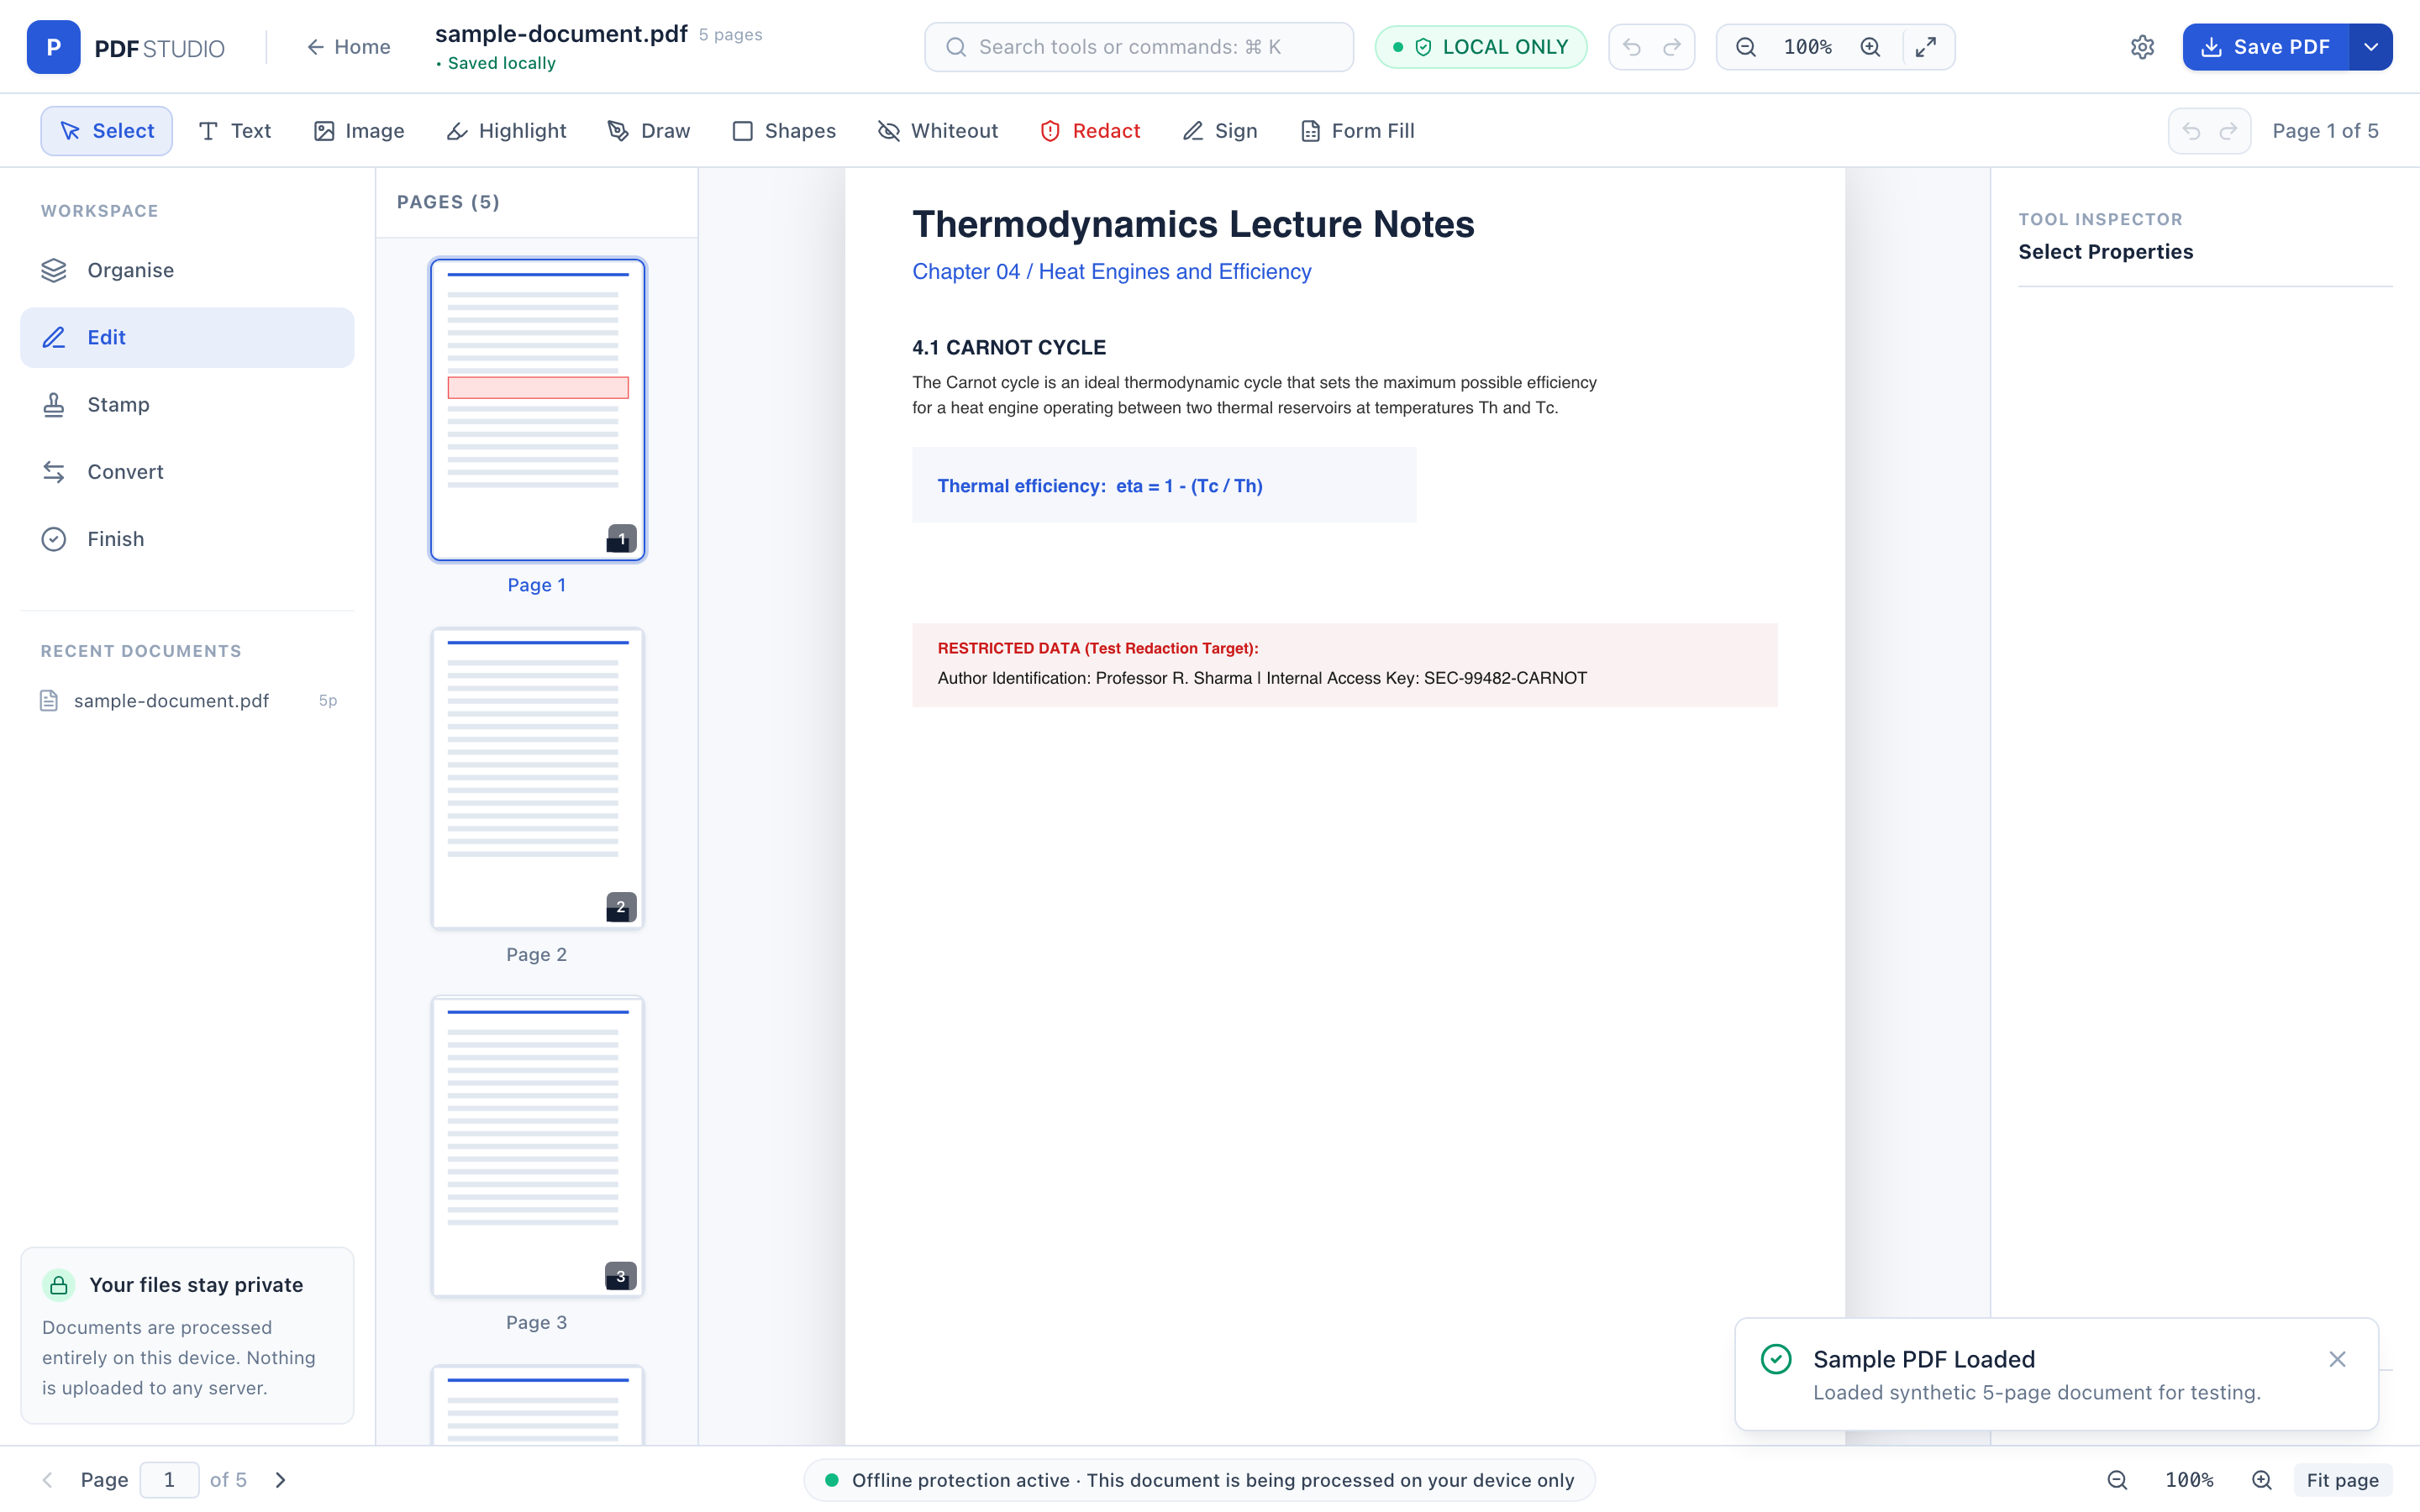 P PDF STUDIO
Home
sample-document.pdf 5 pages
• Saved locally
Search tools or commands: ⌘ K
LOCAL ONLY
100%
Save PDF
Select
Text
Image
Highlight
Draw
Shapes
Whiteout
Redact
Sign
Form Fill
Page 1 of 5
WORKSPACE
Organise
Edit
Stamp
Convert
Finish
RECENT DOCUMENTS
sample-document.pdf 5p
Your files stay private
Documents are processed
entirely on this device. Nothing
is uploaded to any server.
PAGES (5)
1
Page 1
2
Page 2
3
Page 3
Thermodynamics Lecture Notes
Chapter 04 / Heat Engines and Efficiency
4.1 CARNOT CYCLE
The Carnot cycle is an ideal thermodynamic cycle that sets the maximum possible efficiency
for a heat engine operating between two thermal reservoirs at temperatures Th and Tc.
Thermal efficiency: eta = 1 - (Tc / Th)
RESTRICTED DATA (Test Redaction Target):
Author Identification: Professor R. Sharma | Internal Access Key: SEC-99482-CARNOT
TOOL INSPECTOR
Select Properties
Sample PDF Loaded
Loaded synthetic 5-page document for testing.
Page 1 of 5
Offline protection active · This document is being processed on your device only
100%
Fit page